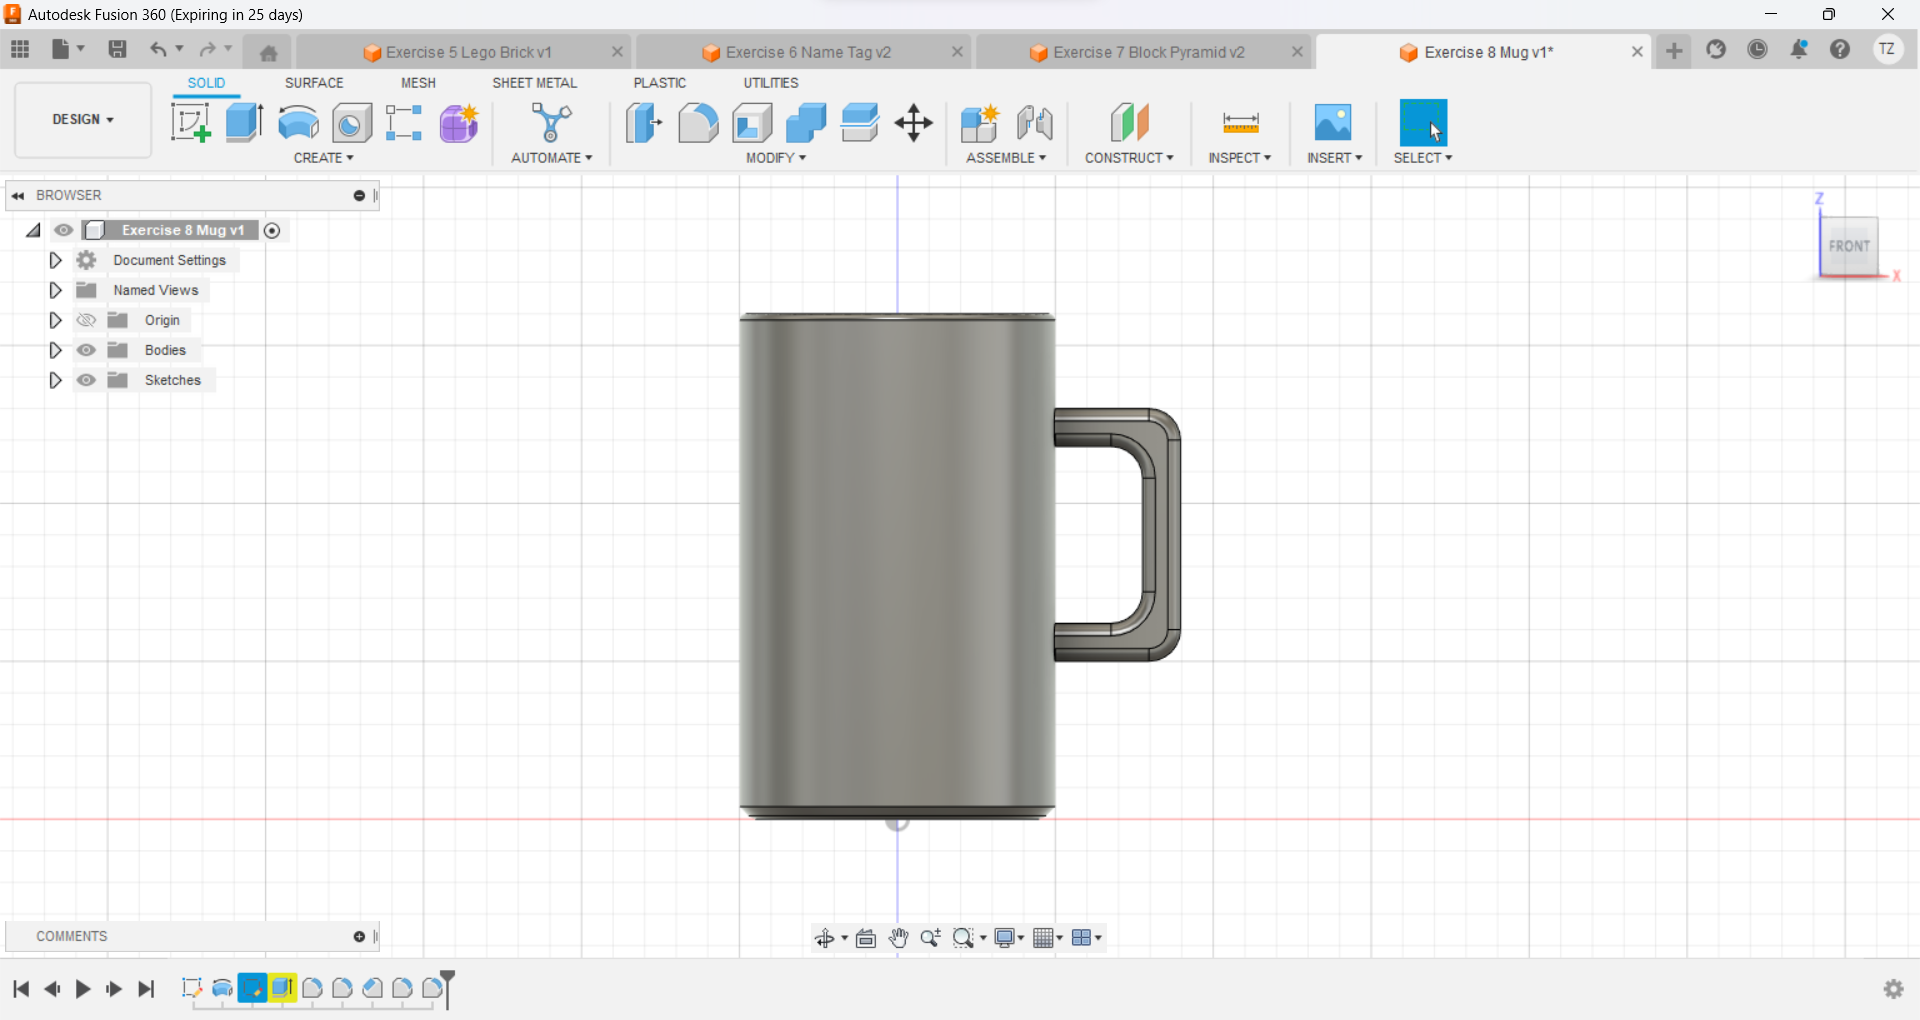 Autodesk Fusion 360 (Expiring in 25 days)
Exercise 5 Lego Brick v1
Exercise 6 Name Tag v2
Exercise 7 Block Pyramid v2
Exercise 8 Mug v1*
TZ
SOLID
SURFACE
MESH
SHEET METAL
PLASTIC
UTILITIES
DESIGN
CREATE
AUTOMATE
MODIFY
ASSEMBLE
CONSTRUCT
INSPECT
INSERT
SELECT
BROWSER
Exercise 8 Mug v1
Document Settings
Named Views
Origin
Bodies
Sketches
Z
FRONT
X
COMMENTS